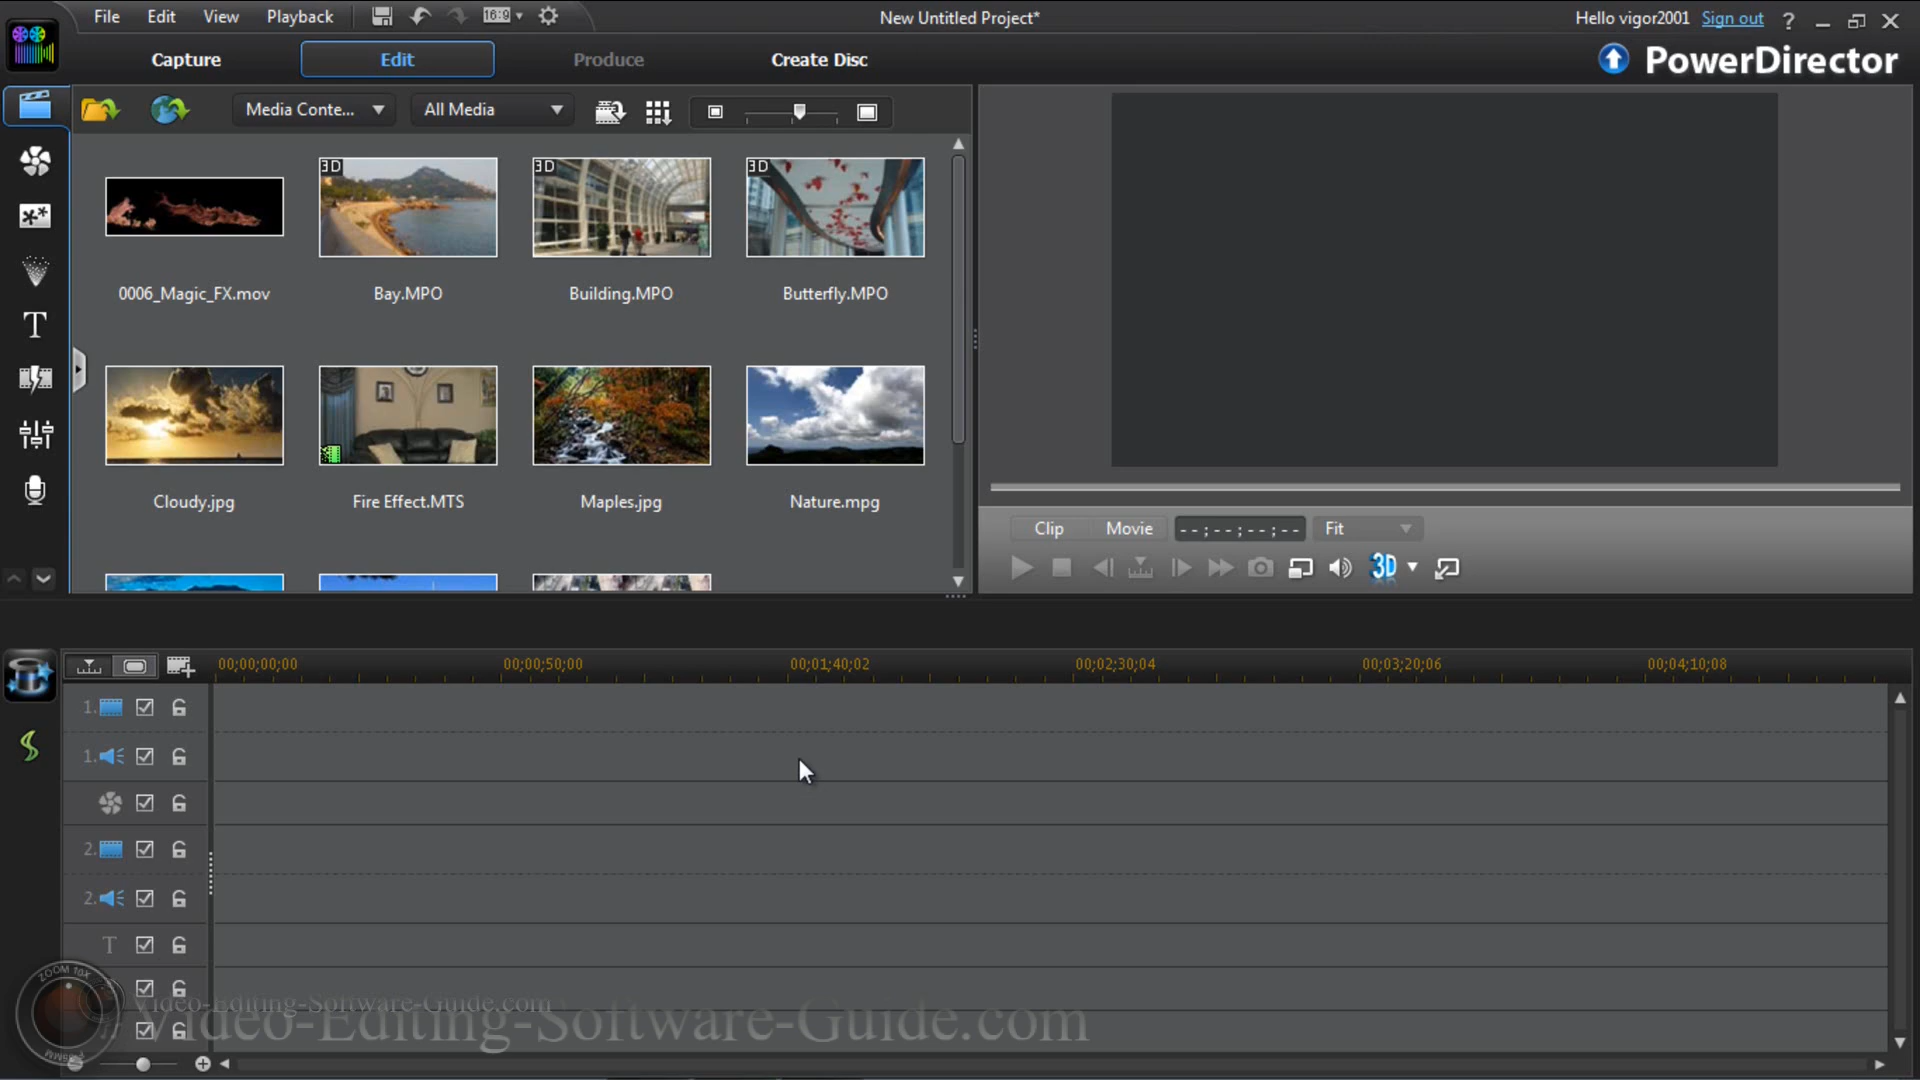 File Edit View Playback 16:9 New Untitled Project* Hello vigor2001 Sign out ?
Capture Edit Produce Create Disc PowerDirector
Media Conte... All Media
3D 3D 3D
0006_Magic_FX.mov Bay.MPO Building.MPO Butterfly.MPO
Cloudy.jpg Fire Effect.MTS Maples.jpg Nature.mpg
T
Clip Movie --;--;--;-- Fit
3D
00;00;00;00 00;00;50;00 00;01;40;02 00;02;30;04 00;03;20;06 00;04;10;08
1.
1.
2.
2.
T
ZOOM 10X
Video-Editing-Software-Guide.com
Video-Editing-Software-Guide.com